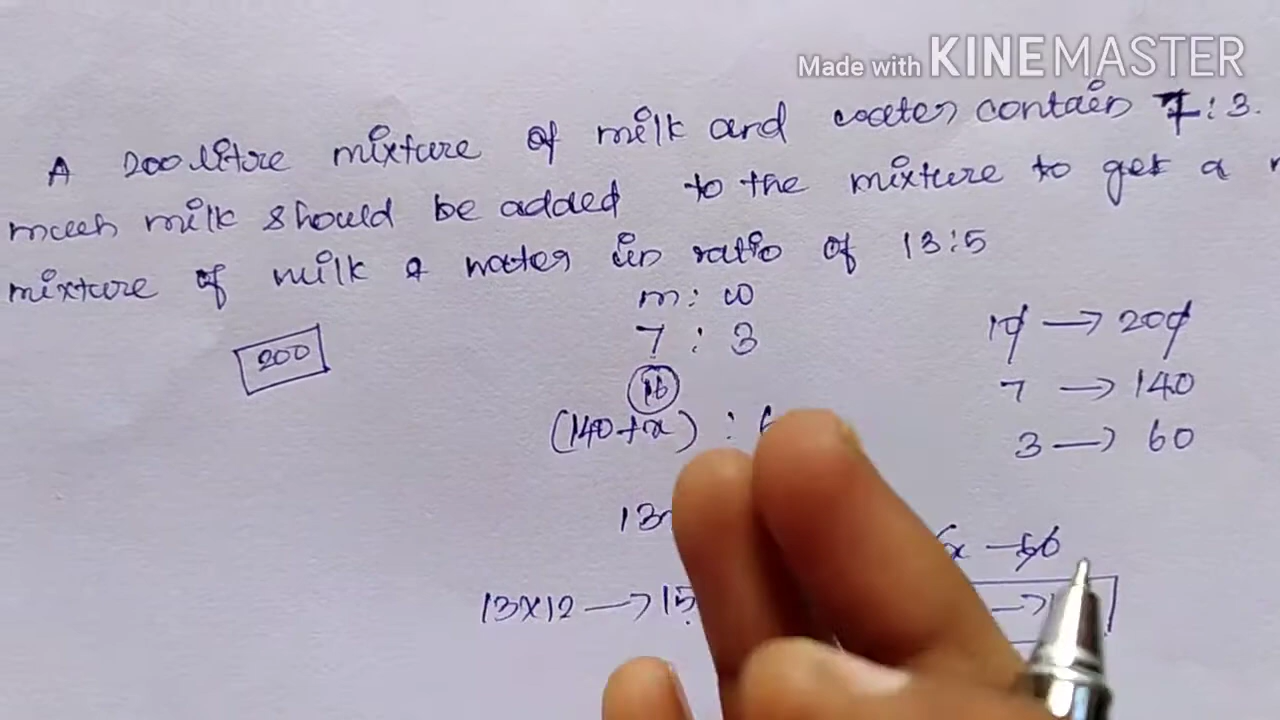 Made with KINEMASTER
A 200 litre mixture of milk and water contain 7:3.
much milk should be added to the mixture to get a
mixture of milk & water in ratio of 13:5
m : w
7 : 3
200
10 → 200
16
7 → 140
(140+x) :
3 → 60
13x12 → 15